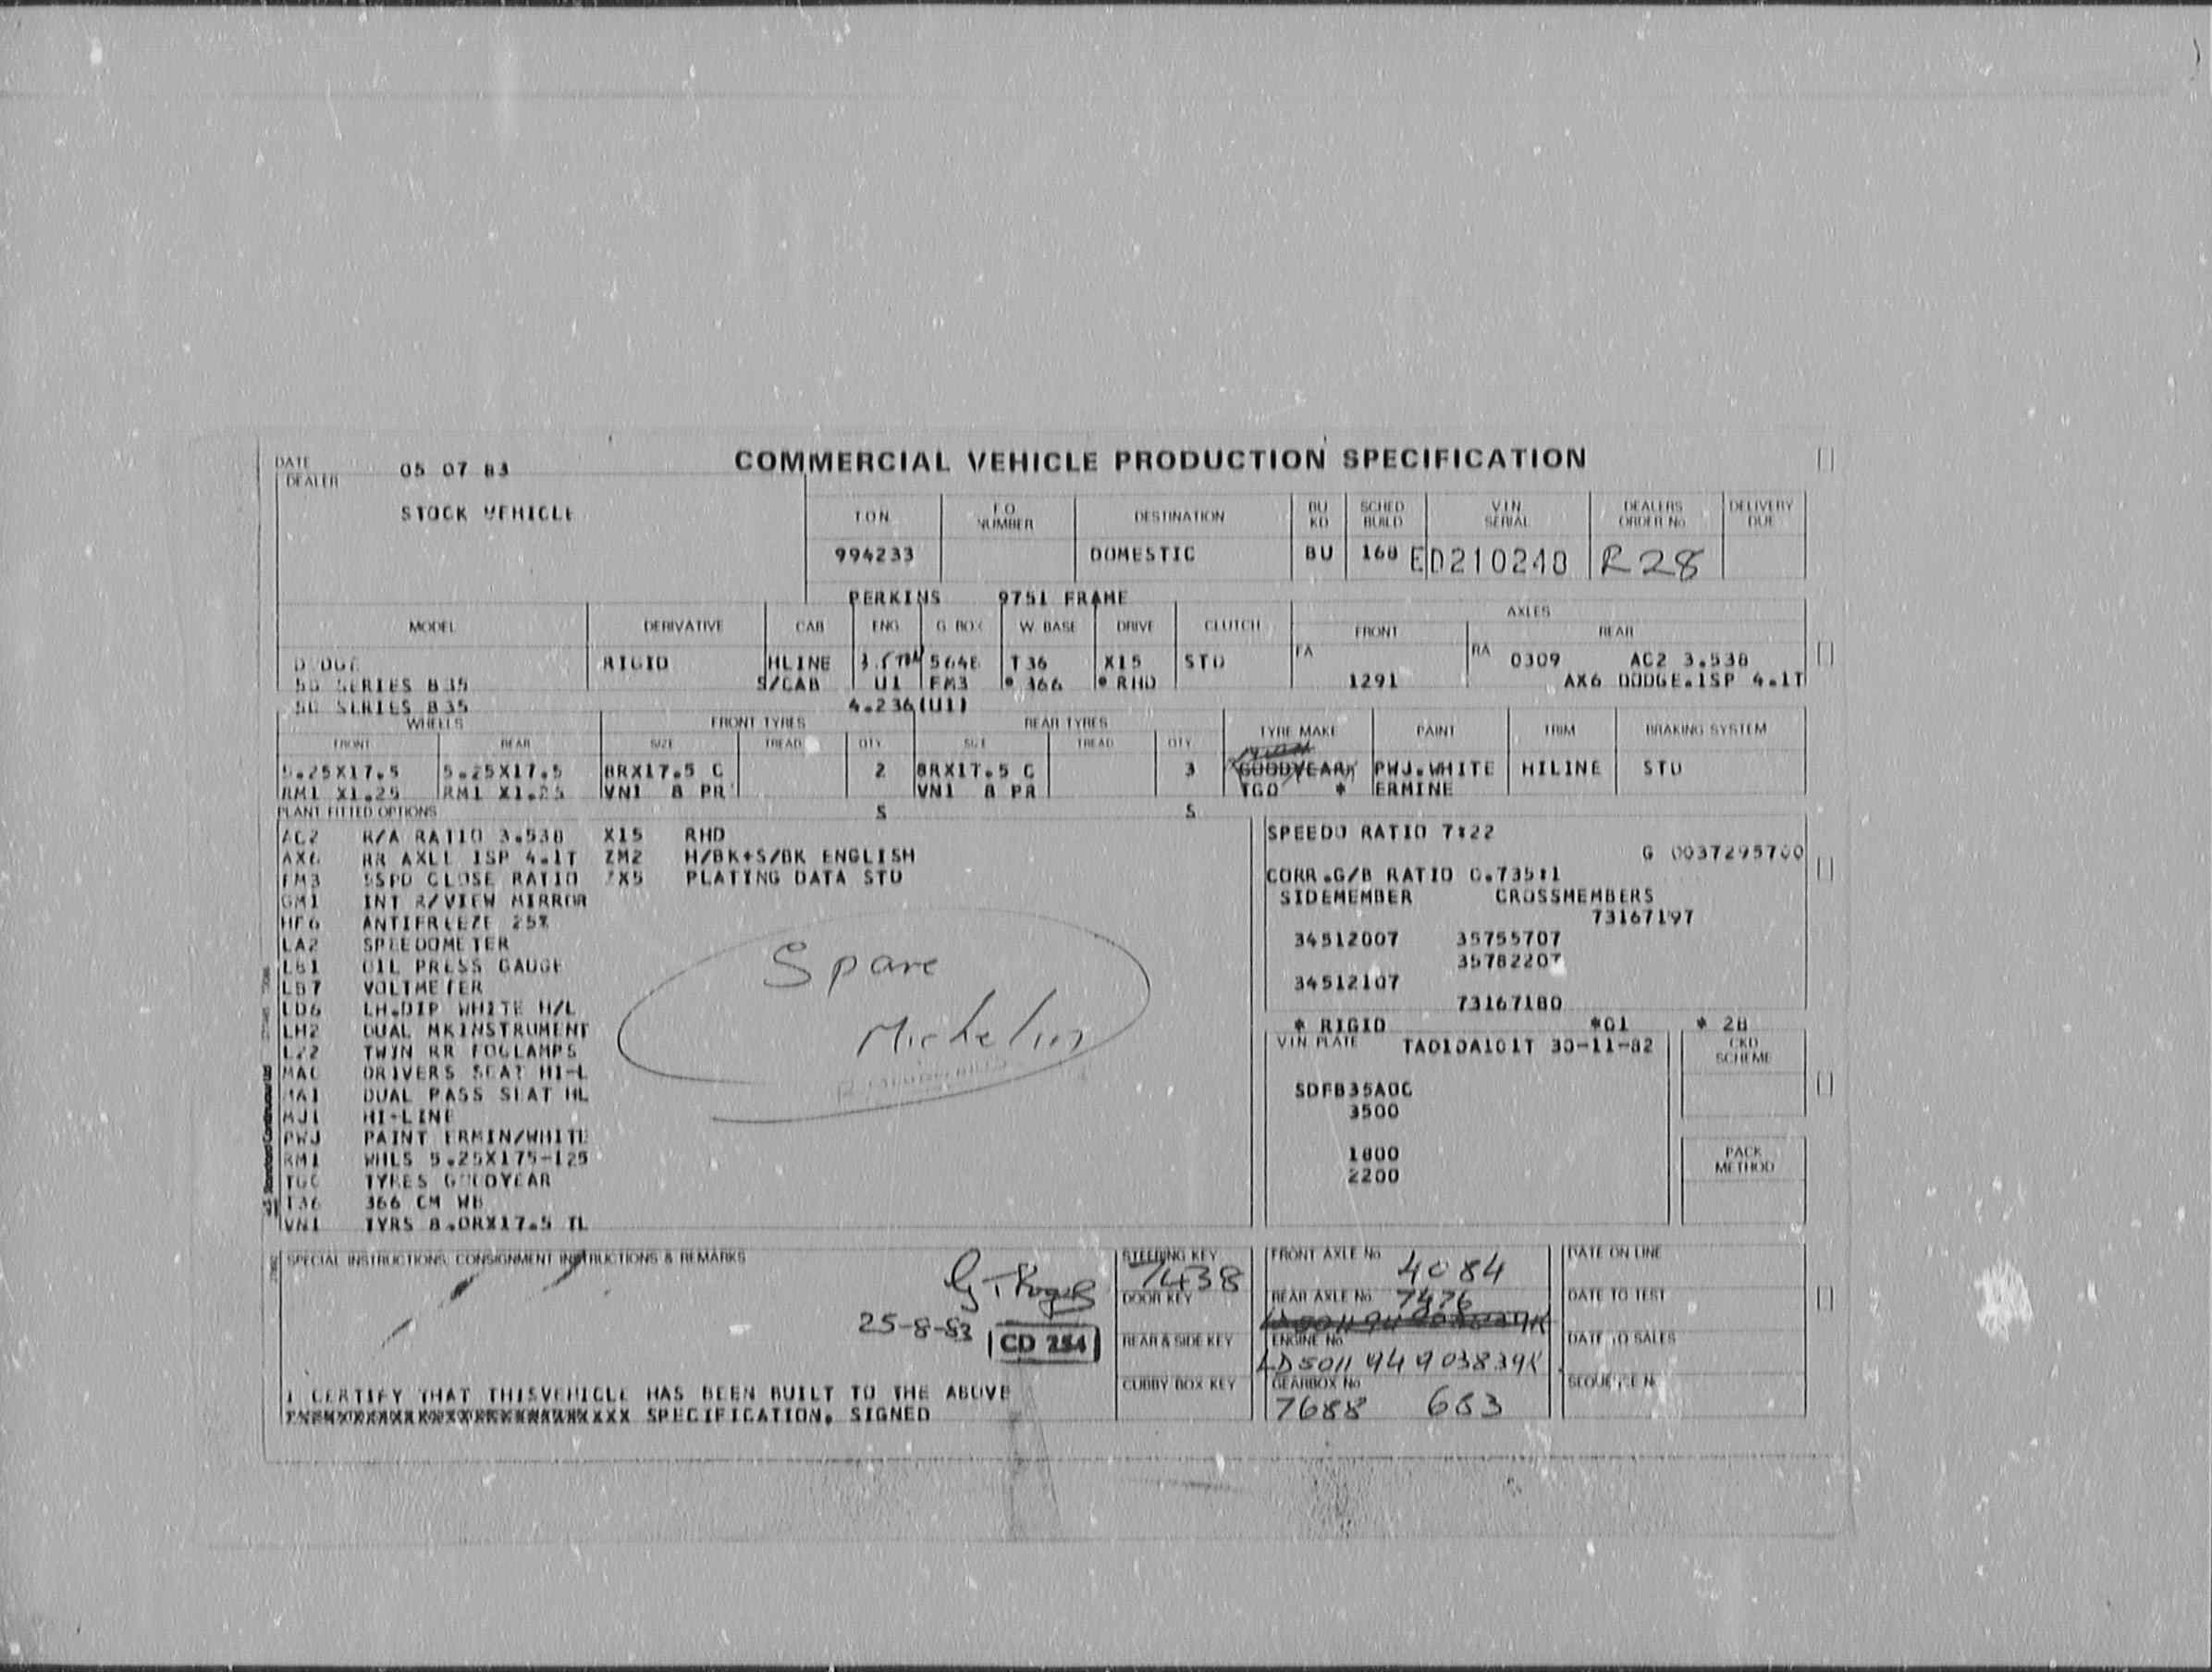 COMMERCIAL VEHICLE PRODUCTION SPECIFICATION
DATE 05 07 83
DEALER
STOCK VEHICLE
T.O.N. F.O. NUMBER DESTINATION BU KD SCHED BUILD VIN SERIAL DEALERS ORDER No DELIVERY DUE
994233 DOMESTIC BU 160 ED210240 R28
PERKINS 9751 FRAME
MODEL DERIVATIVE CAB ENG. G. BOX W. BASE DRIVE CLUTCH AXLES FRONT REAR
DODGE RIGID HLINE 5648 T36 X15 STD FA RA 0309 AC2 3.538
50 SERIES B35 S/CAB U1 FM3 * 366 * RHD 1291 AX6 DODGE.1SP 4.1T
50 SERIES B35 4.236(U1)
WHEELS FRONT TYRES REAR TYRES TYRE MAKE PAINT TRIM BRAKING SYSTEM
FRONT REAR SIZE TREAD QTY SIZE TREAD QTY
5.25X17.5 5.25X17.5 8RX17.5 C 2 8RX17.5 C 3 GOODYEAR PWJ.WHITE HILINE STD
RM1 X1.25 RM1 X1.25 VN1 8 PR VN1 8 PR TGO * ERMINE
PLANT FITTED OPTIONS S S
AC2 R/A RATIO 3.538 X15 RHD
AX6 RR AXLE 1SP 4.1T ZM2 H/BK+S/BK ENGLISH
FM3 5SPD CLOSE RATIO ZX5 PLATING DATA STD
GM1 INT R/VIEW MIRROR
HF6 ANTIFREEZE 25%
LA2 SPEEDOMETER
LB1 OIL PRESS GAUGE
LB7 VOLTMETER
LD6 LH.DIP WHITE H/L
LH2 DUAL MKINSTRUMENT
LZ2 TWIN RR FOGLAMPS
MAC DRIVERS SEAT HI-L
DUAL PASS SEAT HL
MJ1 HI-LINE
PWJ PAINT ERMIN/WHITE
RM1 WHLS 5.25X175-125
TGO TYRES GOODYEAR
T36 366 CM WB
VN1 TYRS 8.0RX17.5 TL
Spare
Michelin
SPEEDO RATIO 7:22
G 0037295700
CORR.G/B RATIO 0.735:1
SIDEMEMBER CROSSMEMBERS
73167197
34512007 35755707
35782207
34512107
73167180
* RIGID *01 * 28
VIN PLATE TA010A101T 30-11-82
CKD SCHEME
SDFB35A0C
3500
1800
2200
PACK METHOD
SPECIAL INSTRUCTIONS, CONSIGNMENT INSTRUCTIONS & REMARKS
25-8-83
CD 254
I CERTIFY THAT THISVEHICLE HAS BEEN BUILT TO THE ABOVE
SPECIFICATION, SIGNED
STEERING KEY 7438
DOOR KEY
REAR & SIDE KEY
CUBBY BOX KEY
FRONT AXLE No. 4084
REAR AXLE No. 7476
ENGINE No.
LD5011 94903839K
GEARBOX No.
7688 683
DATE ON LINE
DATE TO TEST
DATE TO SALES
SEQUENCE No